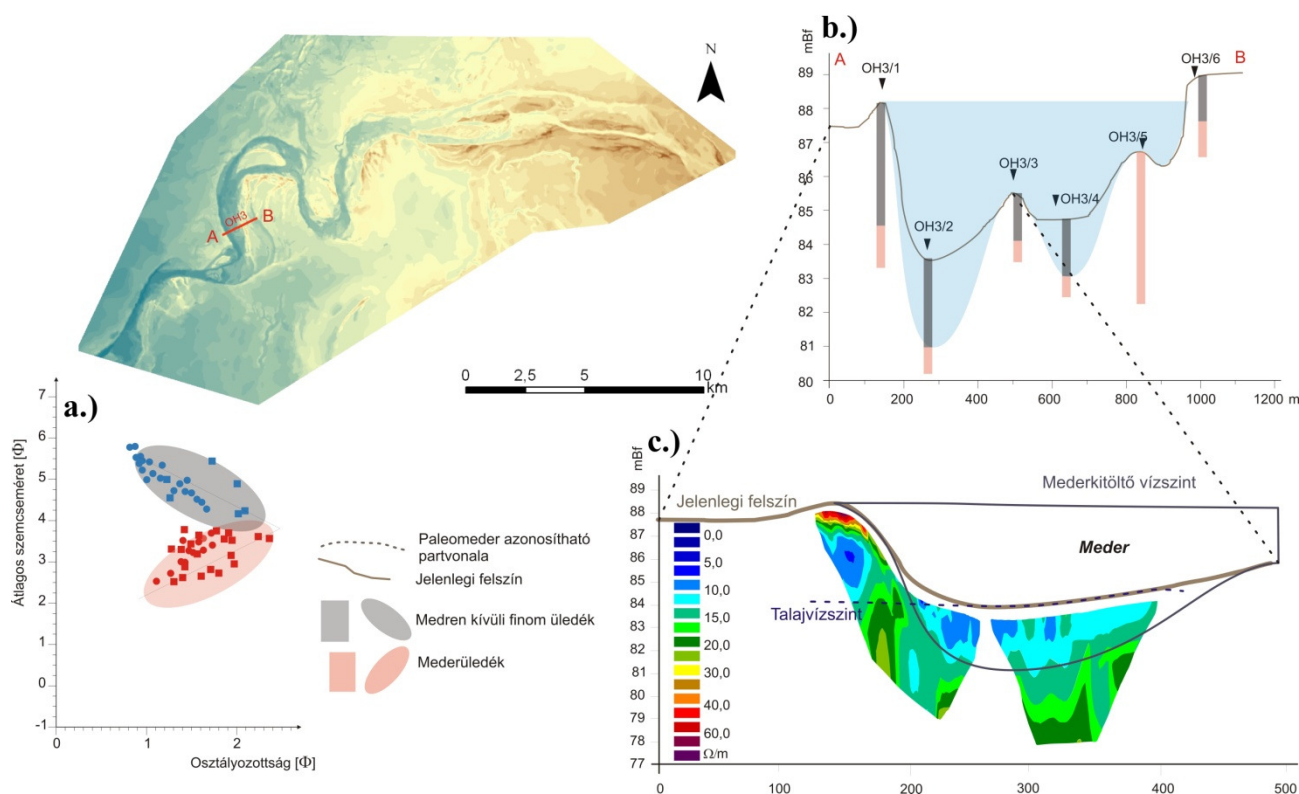 N
OH3
A
B
0
2,5
5
10
km
a.)
7
6
5
4
3
2
1
0
-1
Átlagos szemcseméret [Φ]
0
1
2
Osztályozottság [Φ]
Paleomeder azonosítható
partvonala
Jelenlegi felszín
Medren kívüli finom üledék
Mederüledék
b.)
mBf
A
B
OH3/1
OH3/2
OH3/3
OH3/4
OH3/5
OH3/6
89
88
87
86
85
84
83
82
81
80
0
200
400
600
800
1000
1200
m
c.)
mBf
89
88
87
86
85
84
83
82
81
80
79
78
77
Jelenlegi felszín
Mederkitöltő vízszint
Meder
Talajvízszint
0,0
5,0
10,0
15,0
20,0
30,0
40,0
60,0
Ω/m
0
100
200
300
400
500